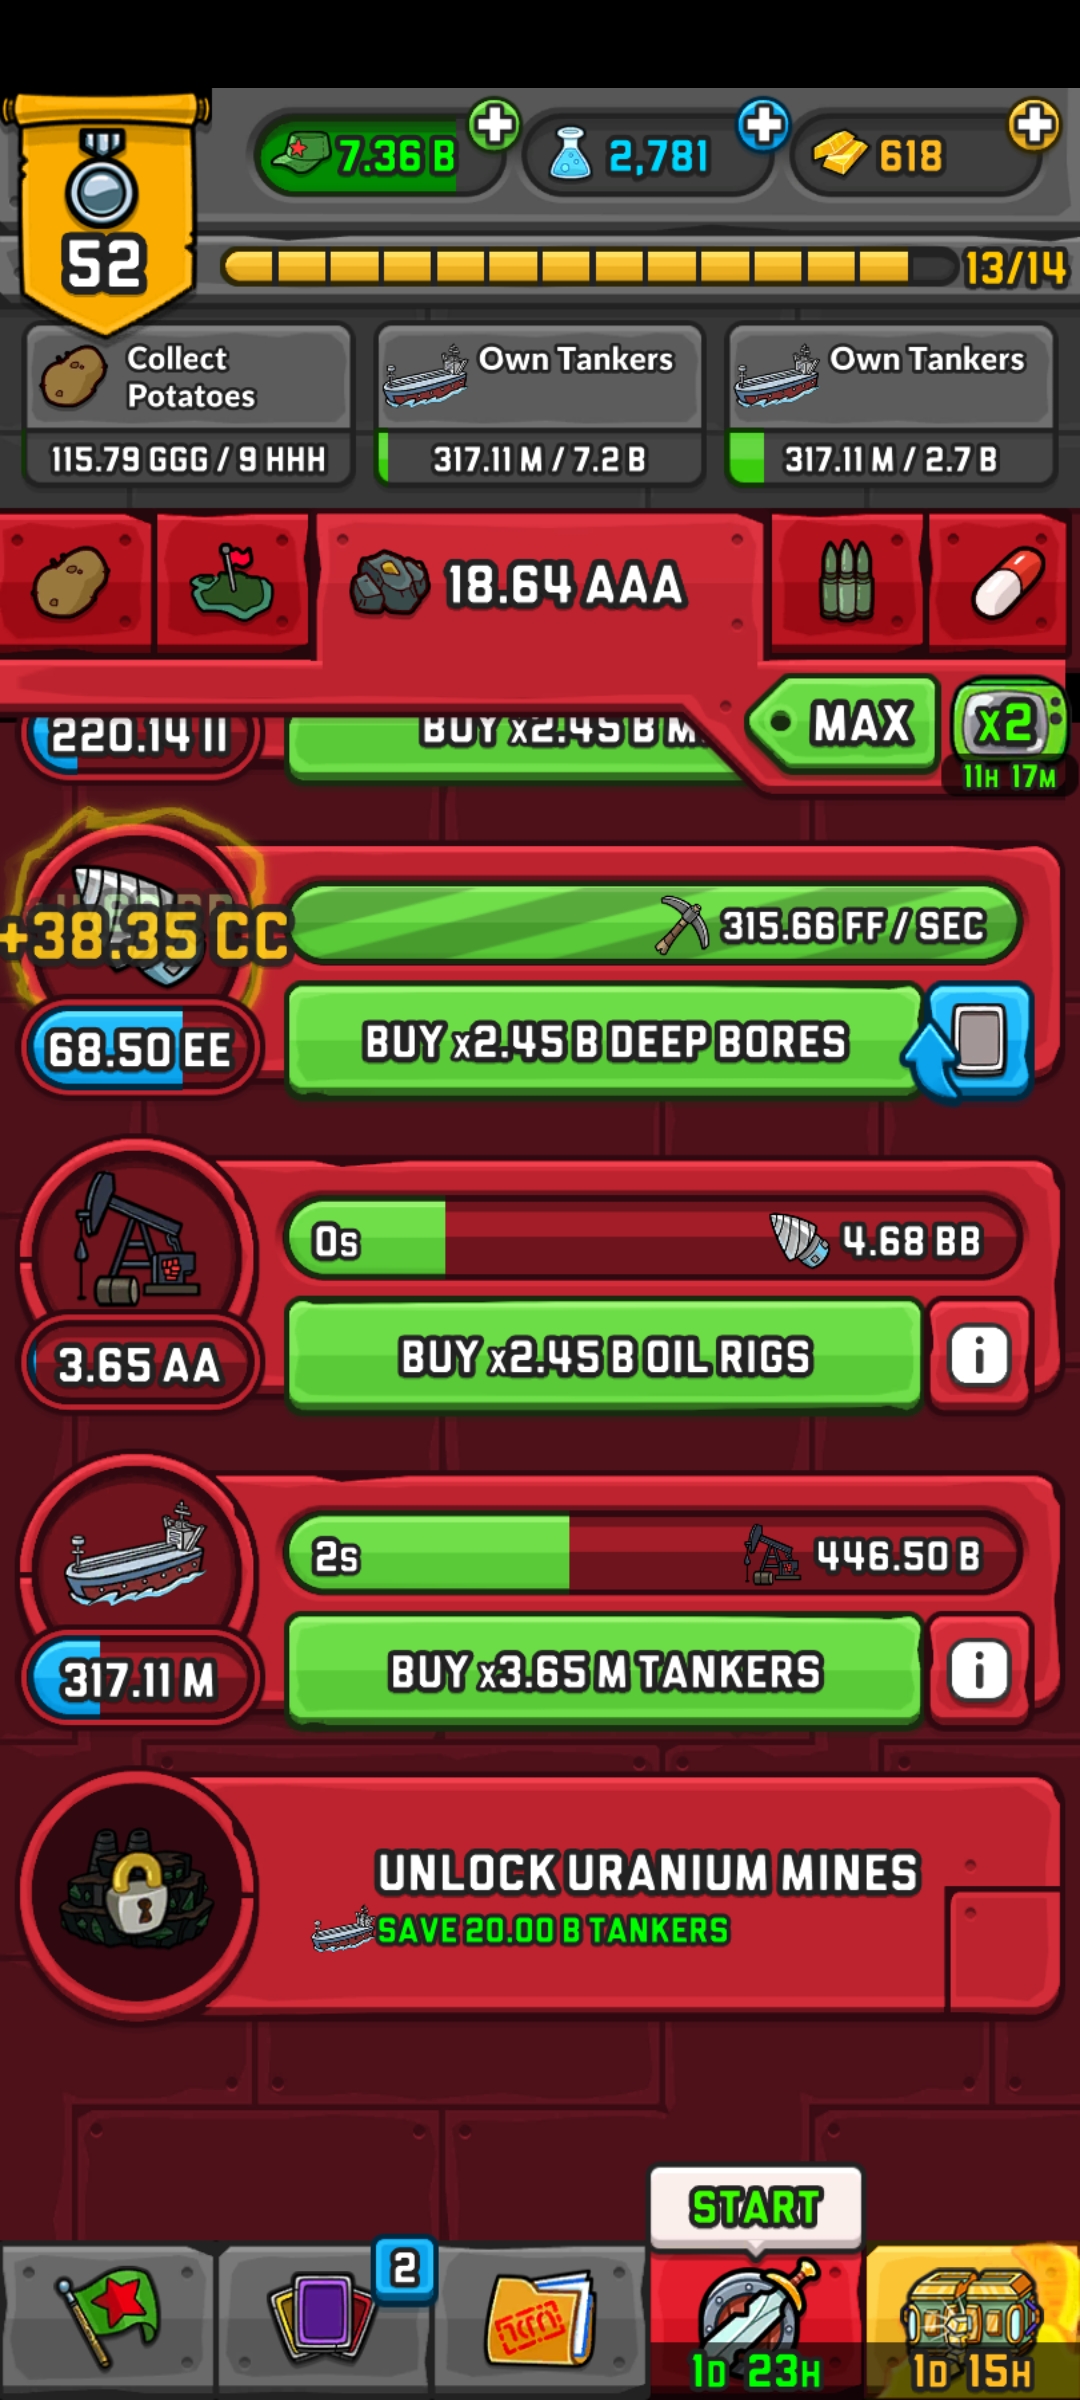 7.36 B
2,781
618
52
13/14
Collect
Potatoes
Own Tankers
Own Tankers
115.79 GGG / 9 HHH
317.11 M / 7.2 B
317.11 M / 2.7 B
18.64 AAA
MAX
x2
11H 17M
220.14 II
BUY x2.45 B M
+38.35 CC
315.66 FF / SEC
68.50 EE
BUY x2.45 B DEEP BORES
0s
4.68 BB
3.65 AA
BUY x2.45 B OIL RIGS
i
2s
446.50 B
317.11 M
BUY x3.65 M TANKERS
i
UNLOCK URANIUM MINES
SAVE 20.00 B TANKERS
START
2
1D 23H
1D 15H